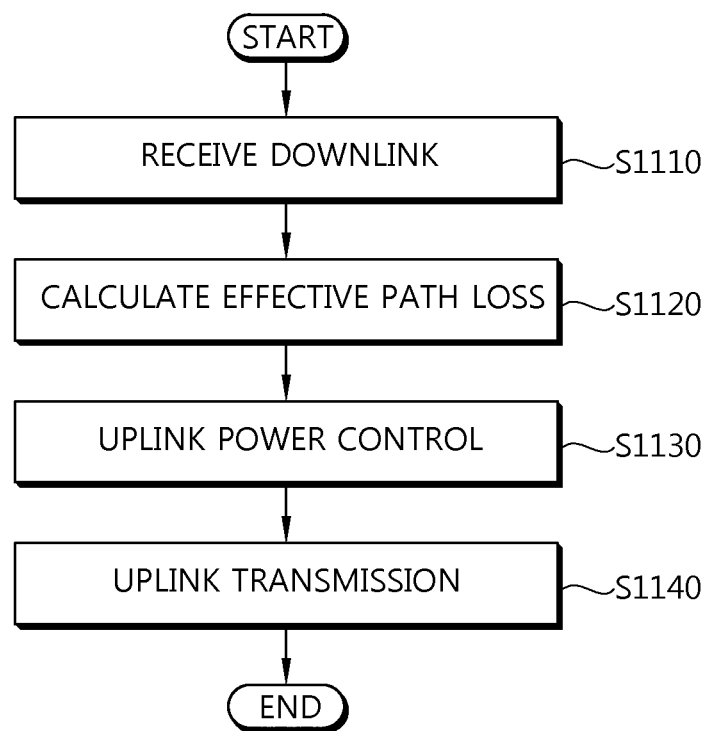 START
RECEIVE DOWNLINK
S1110
CALCULATE EFFECTIVE PATH LOSS
S1120
UPLINK POWER CONTROL
S1130
UPLINK TRANSMISSION
S1140
END